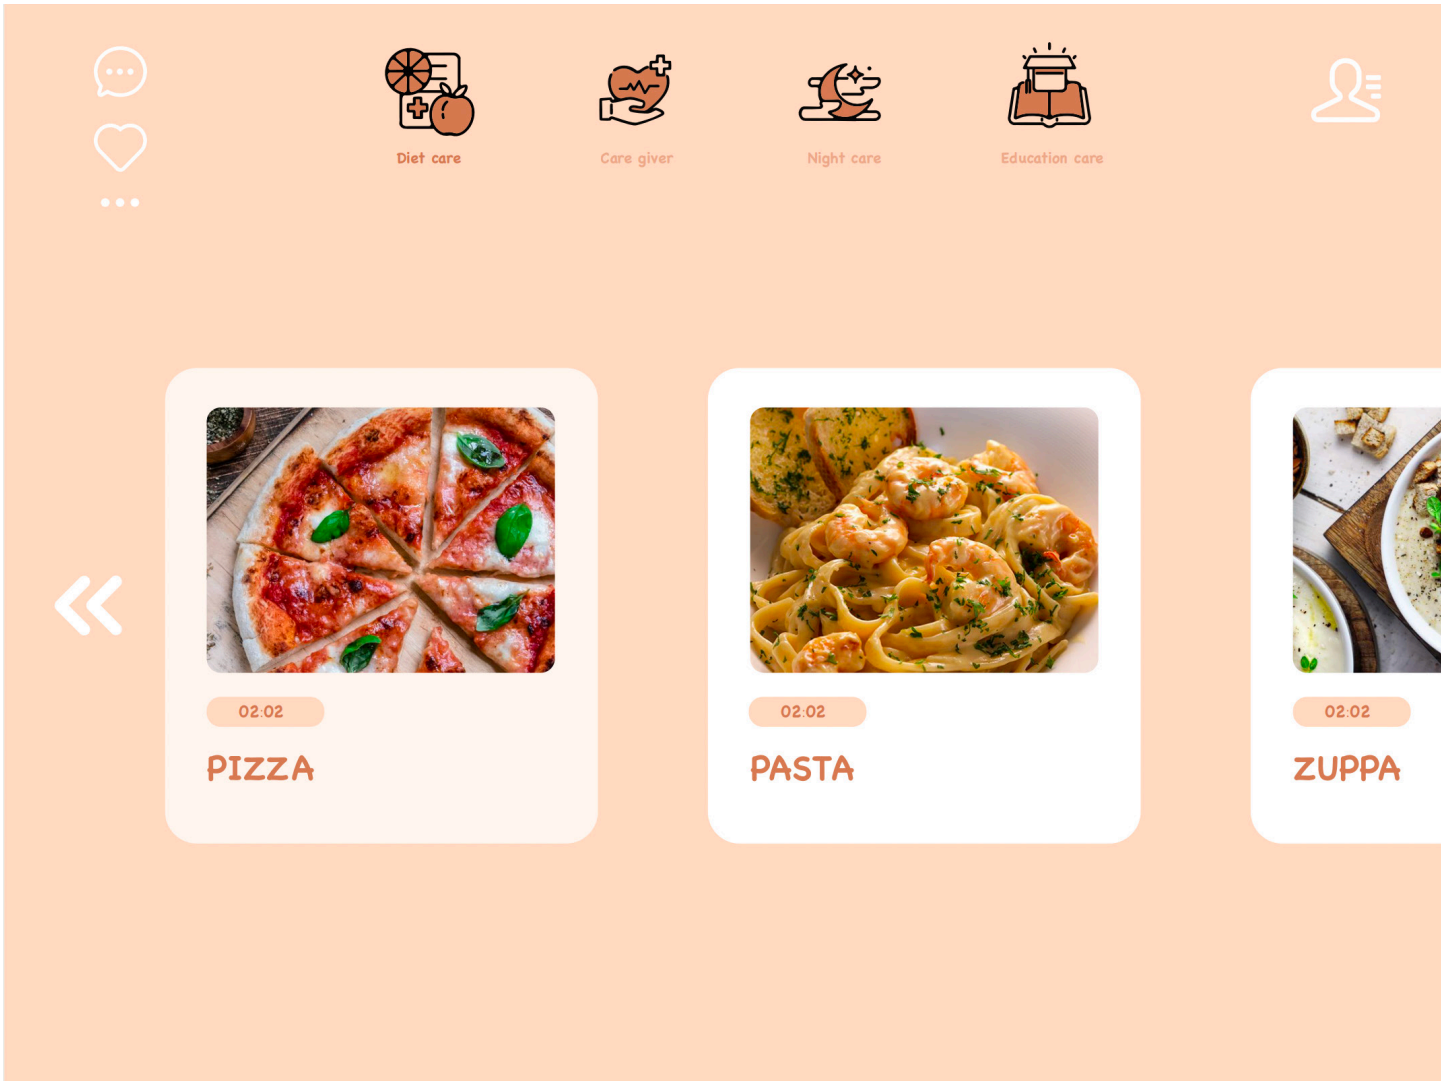 Diet care
Care giver
Night care
Education care
02:02
PIZZA
02:02
PASTA
02:02
ZUPPA